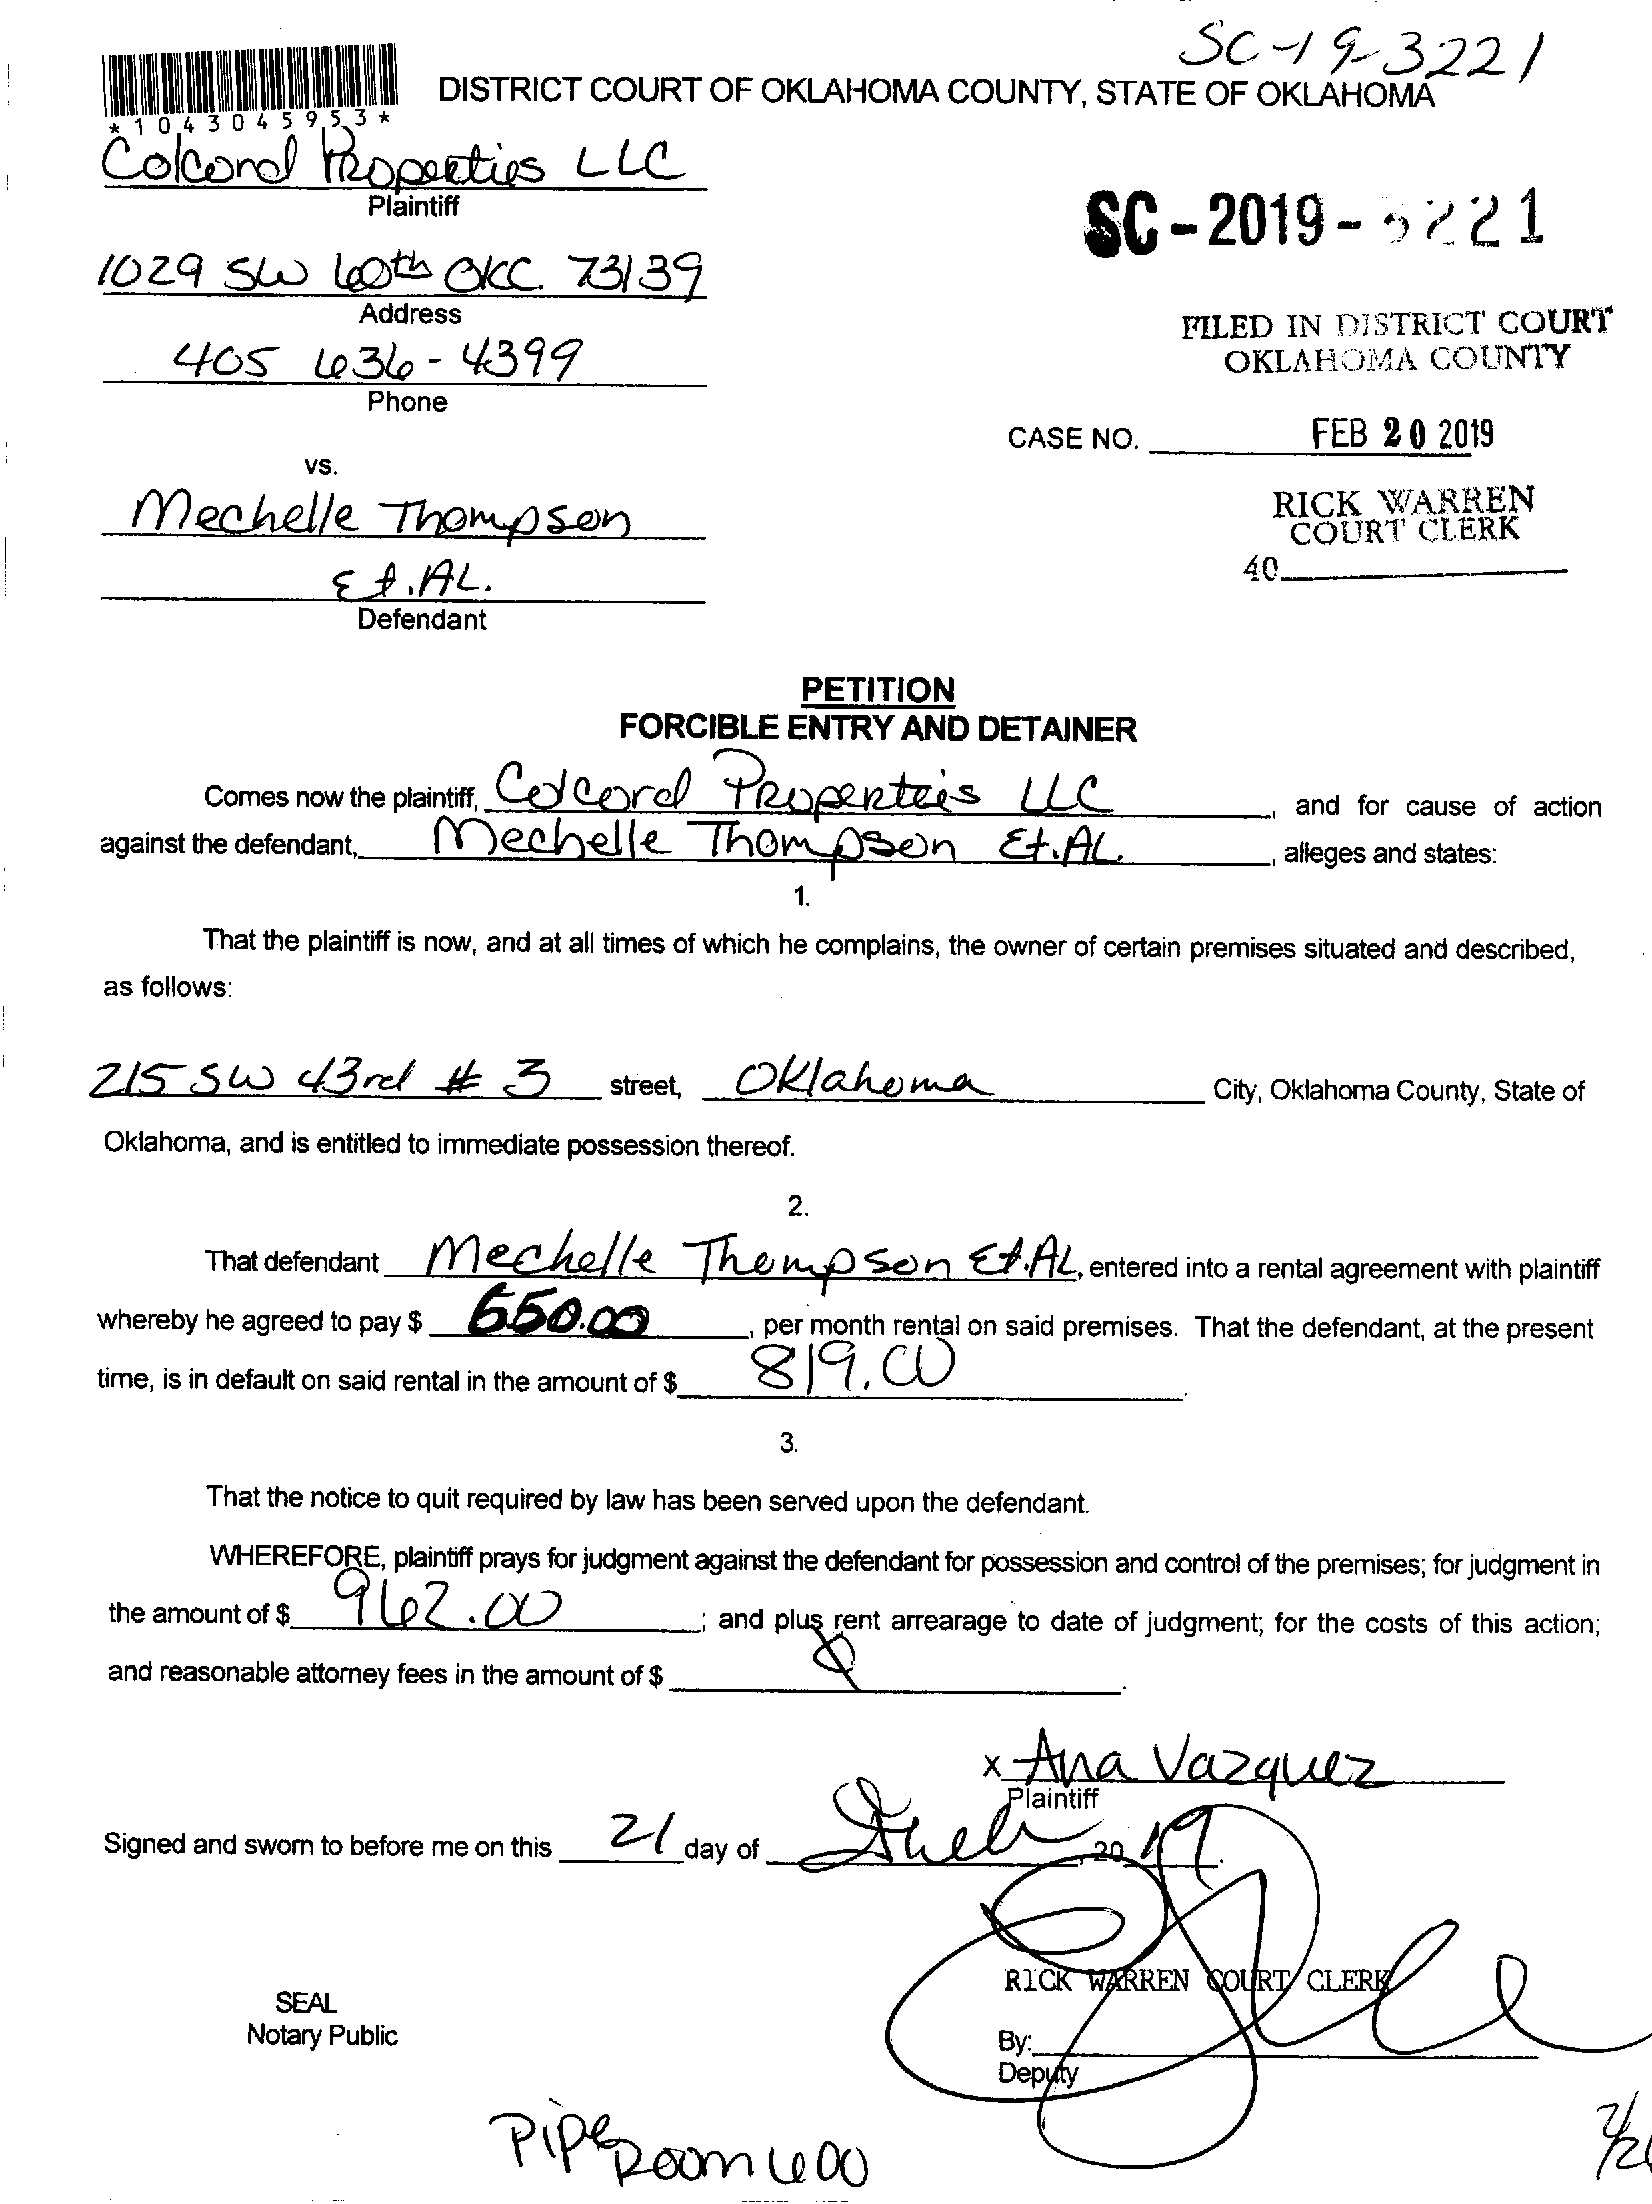 SC-19-3221
*1043045953*
DISTRICT COURT OF OKLAHOMA COUNTY, STATE OF OKLAHOMA
Colcord Properties LLC
Plaintiff
SC-2019-3221
1029 SW 60th OKC. 73139
Address
FILED IN DISTRICT COURT
OKLAHOMA COUNTY
405 636-4399
Phone
CASE NO. FEB 20 2019
vs.
RICK WARREN
COURT CLERK
Mechelle Thompson
40
Et.AL.
Defendant
PETITION
FORCIBLE ENTRY AND DETAINER
Comes now the plaintiff, Colcord Properteis LLC, and for cause of action
against the defendant, Mechelle Thompson Et.AL., alleges and states:
1.
That the plaintiff is now, and at all times of which he complains, the owner of certain premises situated and described,
as follows:
215 SW 43rd # 3 street, Oklahoma City, Oklahoma County, State of
Oklahoma, and is entitled to immediate possession thereof.
2.
That defendant Mechelle Thompson Et.AL, entered into a rental agreement with plaintiff
whereby he agreed to pay $ 650.00, per month rental on said premises. That the defendant, at the present
time, is in default on said rental in the amount of $ 819.00.
3.
That the notice to quit required by law has been served upon the defendant.
WHEREFORE, plaintiff prays for judgment against the defendant for possession and control of the premises; for judgment in
the amount of $ 962.00; and plus rent arrearage to date of judgment; for the costs of this action;
and reasonable attorney fees in the amount of $ .
x Ana Vazquez
Plaintiff
Signed and sworn to before me on this 21 day of , 20 19.
RICK WARREN COURT CLERK
SEAL
Notary Public
By:
Deputy
Pipe Room 600